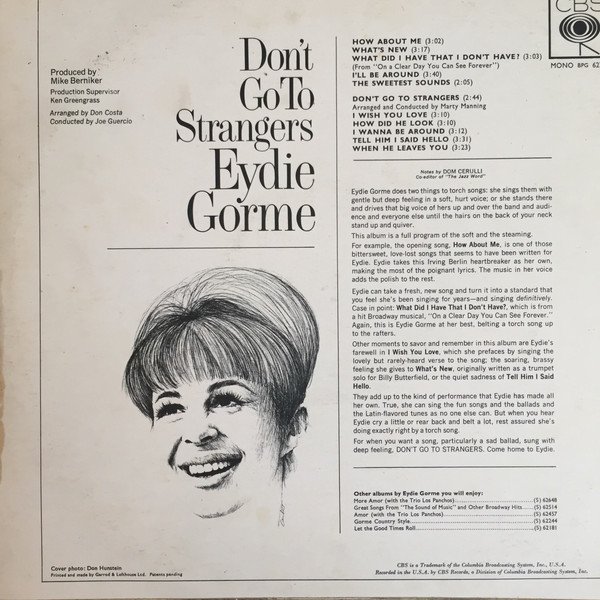 Don't
Go To
Strangers
Eydie
Gorme
Produced by
Mike Berniker
Production Supervisor
Ken Greengrass
Arranged by Don Costa
Conducted by Joe Guercio
HOW ABOUT ME (3:02)
WHAT'S NEW (3:17)
WHAT DID I HAVE THAT I DON'T HAVE? (3:03)
(From "On a Clear Day You Can See Forever")
I'LL BE AROUND (3:40)
THE SWEETEST SOUNDS (2:05)
DON'T GO TO STRANGERS (2:44)
Arranged and Conducted by Marty Manning
I WISH YOU LOVE (3:10)
HOW DID HE LOOK (3:10)
I WANNA BE AROUND (3:12)
TELL HIM I SAID HELLO (3:31)
WHEN HE LEAVES YOU (3:23)
CBS
MONO BPG 62
Notes by DOM CERULLI
Co-editor of "The Jazz Word"
Eydie Gorme does two things to torch songs: she sings them with
gentle but deep feeling in a soft, hurt voice; or she stands there
and drives that big voice of hers up over the band and audi-
ence and everyone else until the hairs on the back of your neck
stand up and quiver.
This album is a full program of the soft and the steaming.
For example, the opening song, How About Me, is one of those
bittersweet, love-lost songs that seems to have been written for
Eydie. Eydie takes this Irving Berlin heartbreaker as her own,
making the most of the poignant lyrics. The music in her voice
adds the polish to the rest.
Eydie can take a fresh, new song and turn it into a standard that
you feel she's been singing for years—and singing definitively.
Case in point: What Did I Have That I Don't Have?, which is from
a hit Broadway musical, "On a Clear Day You Can See Forever."
Again, this is Eydie Gorme at her best, belting a torch song up
to the rafters.
Other moments to savor and remember in this album are Eydie's
farewell in I Wish You Love, which she prefaces by singing the
lovely but rarely-heard verse to the song; the soaring, brassy
feeling she gives to What's New, originally written as a trumpet
solo for Billy Butterfield, or the quiet sadness of Tell Him I Said
Hello.
They add up to the kind of performance that Eydie has made all
her own. True, she can sing the fun songs and the ballads and
the Latin-flavored tunes as no one else can. But when you hear
Eydie cry a little or rear back and belt a lot, rest assured she's
doing exactly right by a torch song.
For when you want a song, particularly a sad ballad, sung with
deep feeling, DON'T GO TO STRANGERS. Come home to Eydie.
Other albums by Eydie Gorme you will enjoy:
More Amor (with the Trio Los Panchos)....(S) 62648
Great Songs From "The Sound of Music" and Other Broadway Hits....(S) 62514
Amor (with the Trio Los Panchos)....(S) 62457
Gorme Country Style....(S) 62244
Let the Good Times Roll....(S) 62181
Cover photo: Don Hunstein
Printed and made by Garrod & Lofthouse Ltd. Patents pending
CBS is a Trademark of the Columbia Broadcasting System, Inc., U.S.A.
Recorded in the U.S.A. by CBS Records, a Division of Columbia Broadcasting System, Inc.